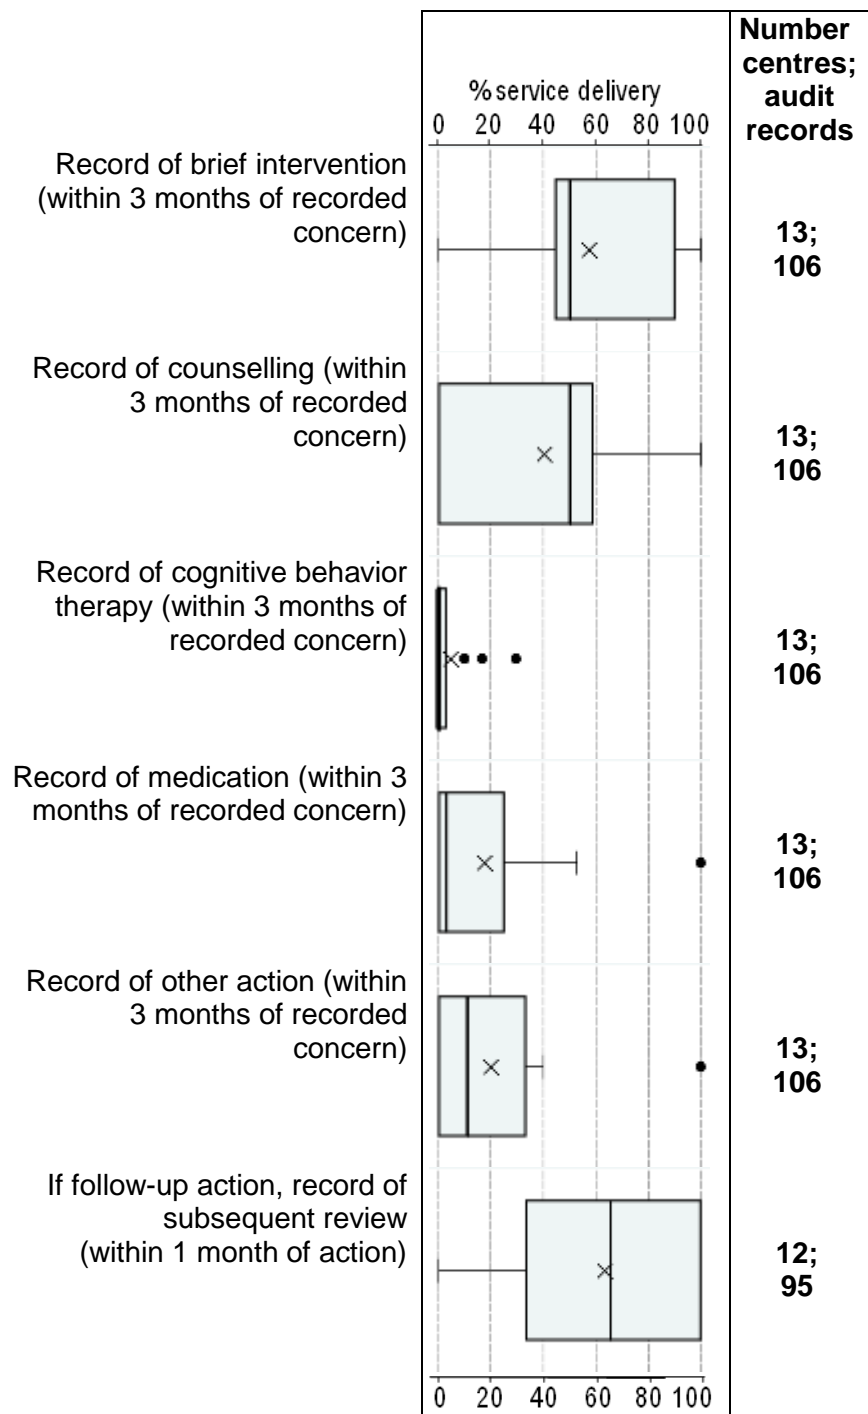 Number
centres;
audit
records
% service delivery
0 20 40 60 80 100
Record of brief intervention
(within 3 months of recorded
concern)
13;
106
Record of counselling (within
3 months of recorded
concern)
13;
106
Record of cognitive behavior
therapy (within 3 months of
recorded concern)
13;
106
Record of medication (within 3
months of recorded concern)
13;
106
Record of other action (within
3 months of recorded
concern)
13;
106
If follow-up action, record of
subsequent review
(within 1 month of action)
12;
95
0 20 40 60 80 100